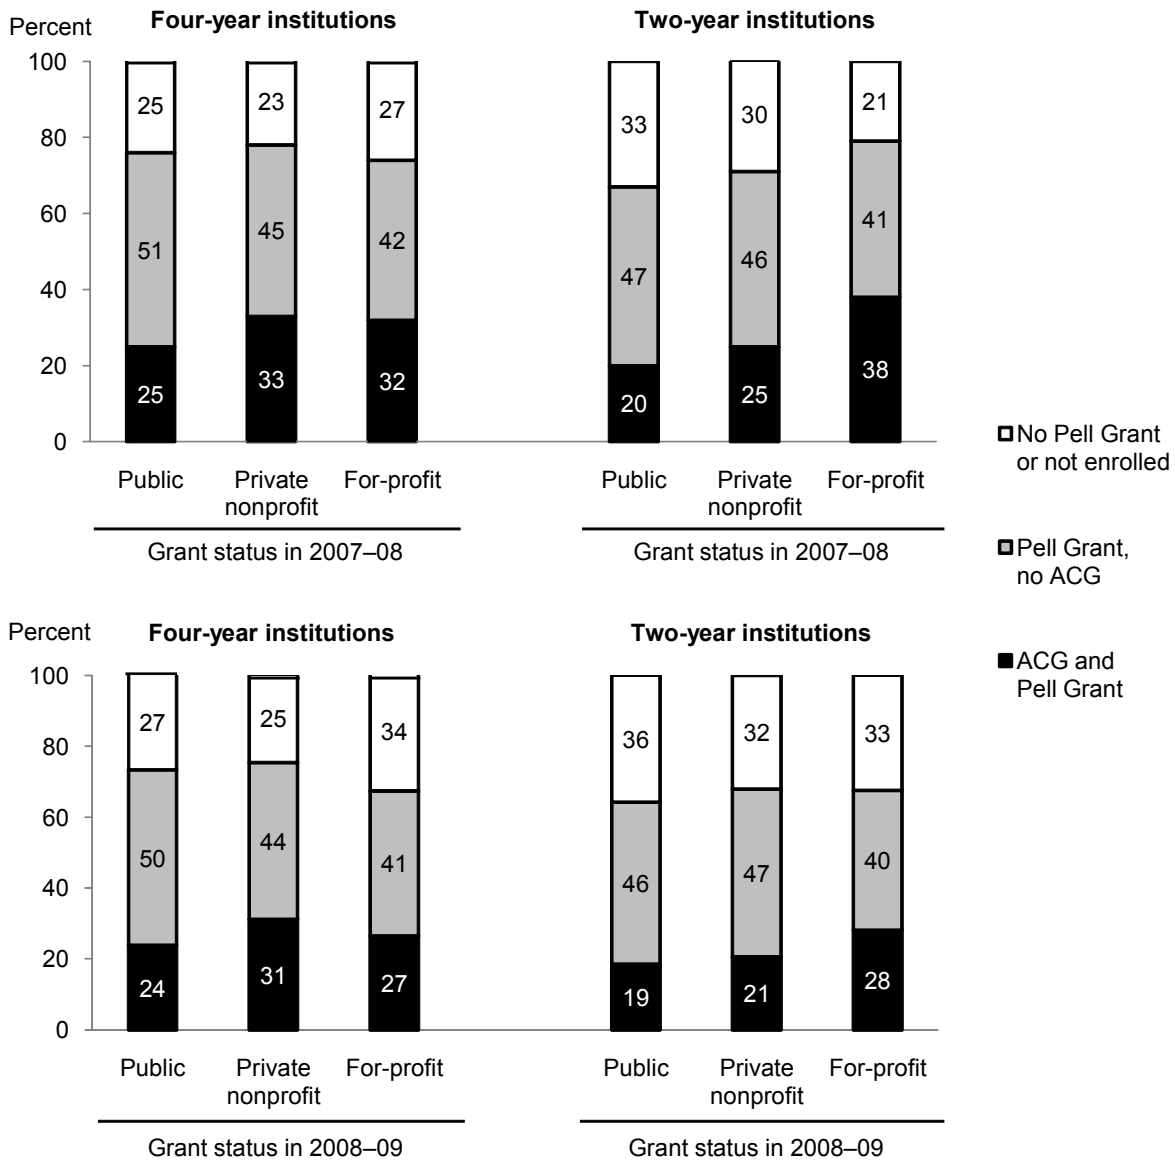 Percent
Four-year institutions
Two-year institutions
100
80
60
40
20
0
25
23
27
33
30
21
51
45
42
47
46
41
25
33
32
20
25
38
Public
Private
nonprofit
For-profit
Public
Private
nonprofit
For-profit
Grant status in 2007–08
Grant status in 2007–08
No Pell Grant
or not enrolled
Pell Grant,
no ACG
ACG and
Pell Grant
Percent
Four-year institutions
Two-year institutions
100
80
60
40
20
0
27
25
34
36
32
33
50
44
41
46
47
40
24
31
27
19
21
28
Public
Private
nonprofit
For-profit
Public
Private
nonprofit
For-profit
Grant status in 2008–09
Grant status in 2008–09